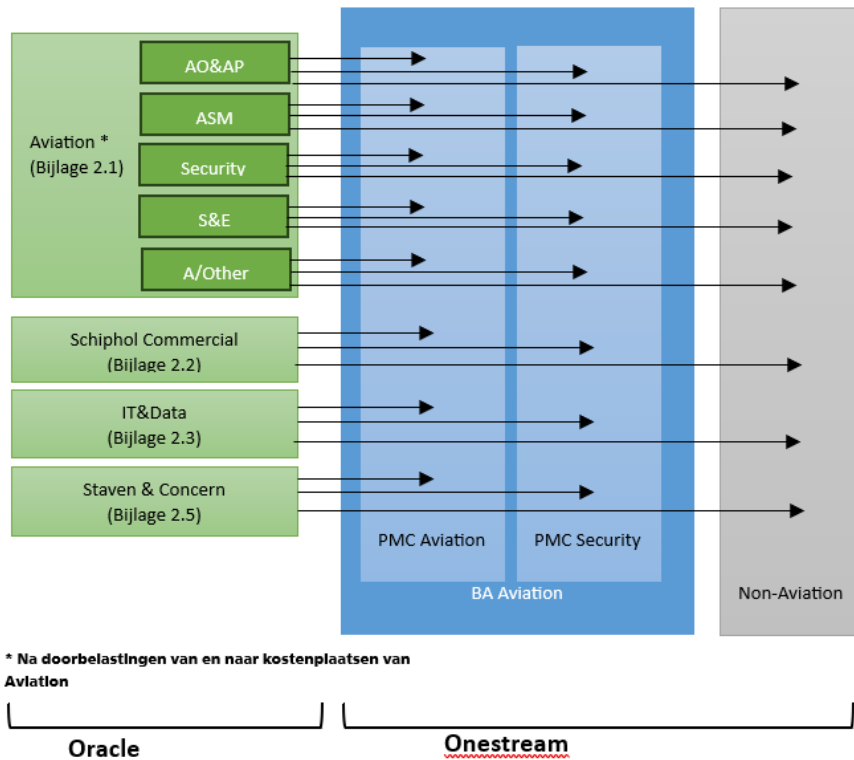 AO&AP
ASM
Aviation *
(Bijlage 2.1)
Security
S&E
A/Other
Schiphol Commercial
(Bijlage 2.2)
IT&Data
(Bijlage 2.3)
Staven & Concern
(Bijlage 2.5)
PMC Aviation
PMC Security
BA Aviation
Non-Aviation
* Na doorbelastingen van en naar kostenplaatsen van
Aviation
Oracle
Onestream